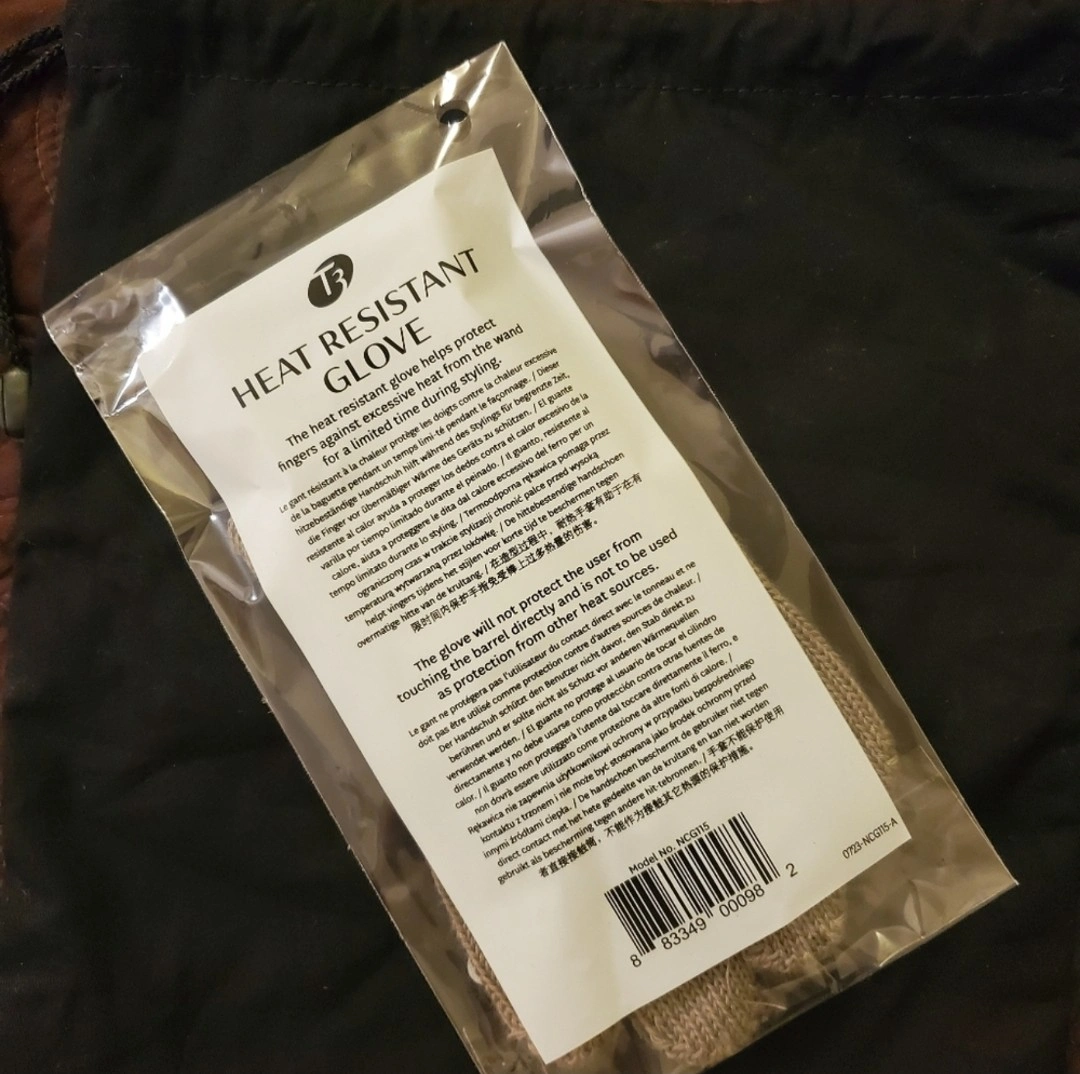 T3
HEAT RESISTANT
GLOVE
The heat resistant glove helps protect
fingers against excessive heat from the wand
for a limited time during styling.
Le gant résistant à la chaleur protège les doigts contre la chaleur excessive
de la baguette pendant un temps limi-té pendant le façonnage. / Dieser
hitzebeständige Handschuh hilft während des Stylings für begrenzte Zeit,
die Finger vor übermäßiger Wärme des Geräts zu schützen. / El guante
resistente al calor ayuda a proteger los dedos contra el calor excesivo de la
varilla por tiempo limitado durante el peinado. / Il guanto, resistente al
calore, aiuta a proteggere le dita dal calore eccessivo del ferro per un
tempo limitato durante lo styling. / Termoodporna rękawica pomaga przez
ograniczony czas w trakcie stylizacji chronić palce przed wysoką
temperaturą wytwarzaną przez lokówkę. / De hittebestendige handschoen
helpt vingers tijdens het stijlen voor korte tijd te beschermen tegen
overmatige hitte van de krultang. / 在造型过程中，耐热手套有助于在有
限时间内保护手指免受棒上过多热量的伤害。
The glove will not protect the user from
touching the barrel directly and is not to be used
as protection from other heat sources.
Le gant ne protégera pas l'utilisateur du contact direct avec le tonneau et ne
doit pas être utilisé comme protection contre d'autres sources de chaleur. /
Der Handschuh schützt den Benutzer nicht davor, den Stab direkt zu
berühren und er sollte nicht als Schutz vor anderen Wärmequellen
verwendet werden. / El guante no protege al usuario de tocar el cilindro
directamente y no debe usarse como protección contra otras fuentes de
calor. / Il guanto non proteggerà l'utente dal toccare direttamente il ferro, e
non dovrà essere utilizzato come protezione da altre fonti di calore. /
Rękawica nie zapewnia użytkownikowi ochrony w przypadku bezpośredniego
kontaktu z trzonem i nie może być stosowana jako środek ochronny przed
innymi źródłami ciepła. / De handschoen beschermt de gebruiker niet tegen
direct contact met het hete gedeelte van de krultang en kan niet worden
gebruikt als bescherming tegen andere hit-tebronnen. / 手套不能保护使用
者直接接触筒，不能作为接触其它热源的保护措施。
Model No. NCG115
8 83349 00098 2
0723-NCG115-A